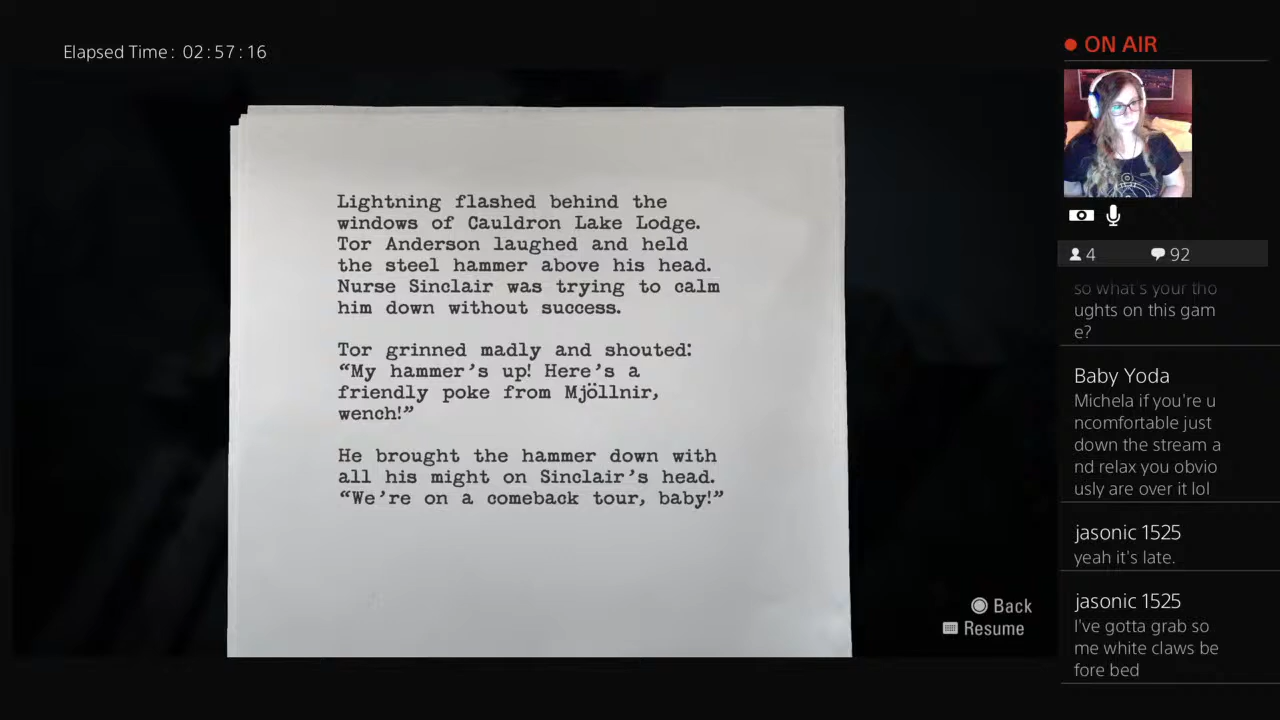 Elapsed Time: 02:57:16
ON AIR
4
92
Lightning flashed behind the
windows of Cauldron Lake Lodge.
Tor Anderson laughed and held
the steel hammer above his head.
Nurse Sinclair was trying to calm
him down without success.
Tor grinned madly and shouted:
“My hammer’s up! Here’s a
friendly poke from Mjöllnir,
wench!”
He brought the hammer down with
all his might on Sinclair’s head.
“We’re on a comeback tour, baby!”
Back
Resume
so what's your tho
ughts on this gam
e?
Baby Yoda
Michela if you're u
ncomfortable just
down the stream a
nd relax you obvio
usly are over it lol
jasonic 1525
yeah it's late.
jasonic 1525
I've gotta grab so
me white claws be
fore bed